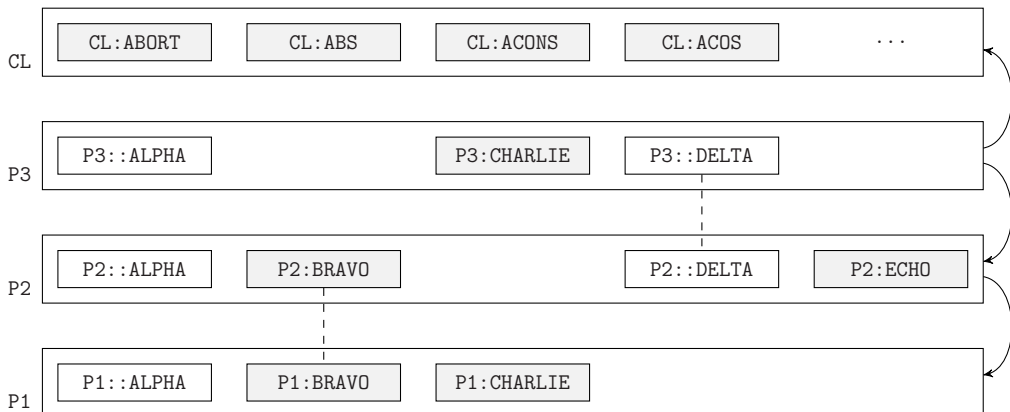 CL:ABORT CL:ABS CL:ACONS CL:ACOS ...
CL
P3::ALPHA P3:CHARLIE P3::DELTA
P3
P2::ALPHA P2:BRAVO P2::DELTA P2:ECHO
P2
P1::ALPHA P1:BRAVO P1:CHARLIE
P1